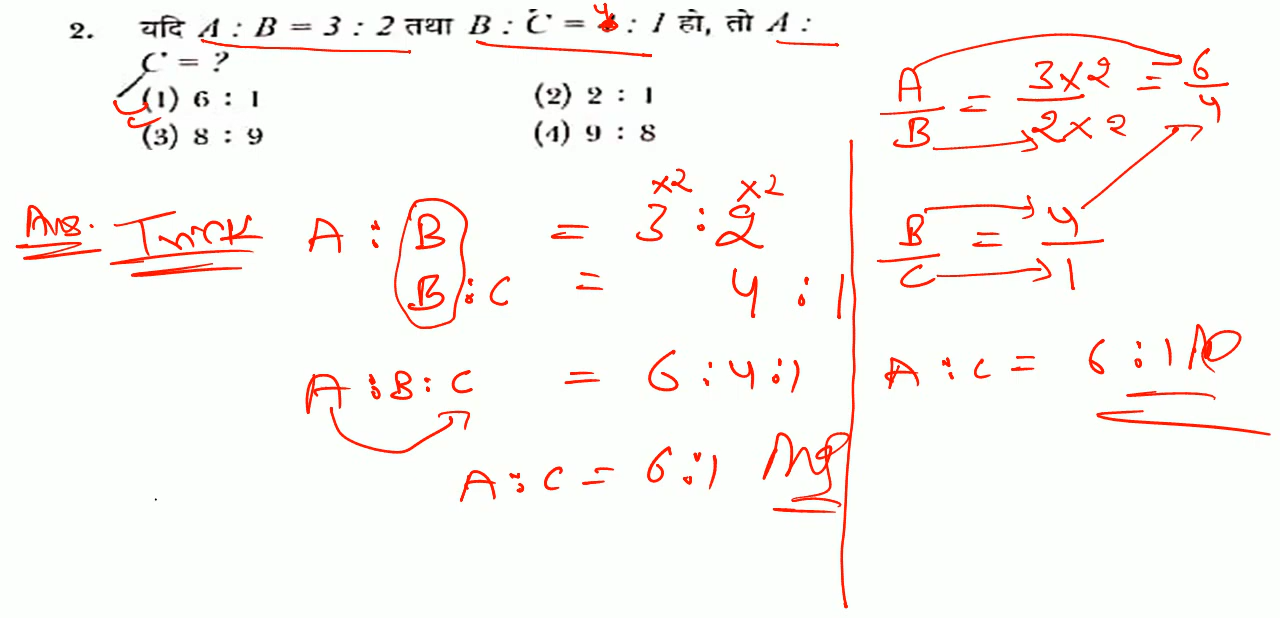 2. यदि A : B = 3 : 2 तथा B : C = 4 : 1 हो, तो A :
C = ?
(1) 6 : 1 (2) 2 : 1
(3) 8 : 9 (4) 9 : 8
A/B = 3×2/2×2 = 6/4
B/C = 4/1
A : C = 6 : 1
Ans. Trick A : B = 3 : 2
×2 ×2
B : C = 4 : 1
A : B : C = 6 : 4 : 1
A : C = 6 : 1 Ans